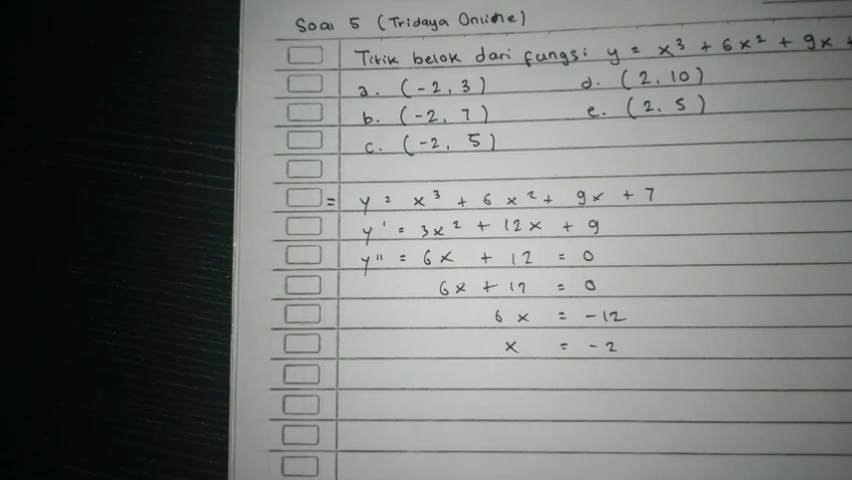 Soal 5 (Tridaya Online)
Titik belok dari fungsi y = x³ + 6x² + 9x +
a. (-2, 3) d. (2, 10)
b. (-2, 7) e. (2, 5)
c. (-2, 5)
= y = x³ + 6x² + 9x + 7
y' = 3x² + 12x + 9
y" = 6x + 12 = 0
6x + 12 = 0
6x = -12
x = -2